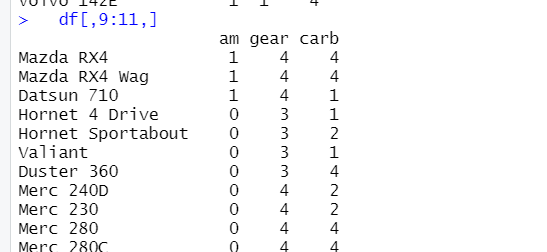 Volvo 142E 1 1 4
> df[,9:11,]
am gear carb
Mazda RX4 1 4 4
Mazda RX4 Wag 1 4 4
Datsun 710 1 4 1
Hornet 4 Drive 0 3 1
Hornet Sportabout 0 3 2
Valiant 0 3 1
Duster 360 0 3 4
Merc 240D 0 4 2
Merc 230 0 4 2
Merc 280 0 4 4
Merc 280C 0 4 4